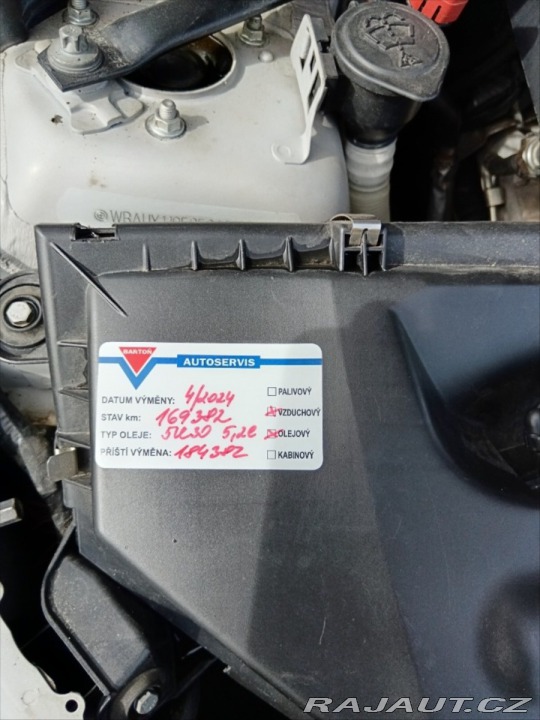 BARTOŇ
AUTOSERVIS
DATUM VÝMĚNY: 4/2024
STAV km: 169382
TYP OLEJE: 5W30 5,2l
PŘÍŠTÍ VÝMĚNA: 184382
PALIVOVÝ
VZDUCHOVÝ
OLEJOVÝ
KABINOVÝ
RAJAUT.CZ